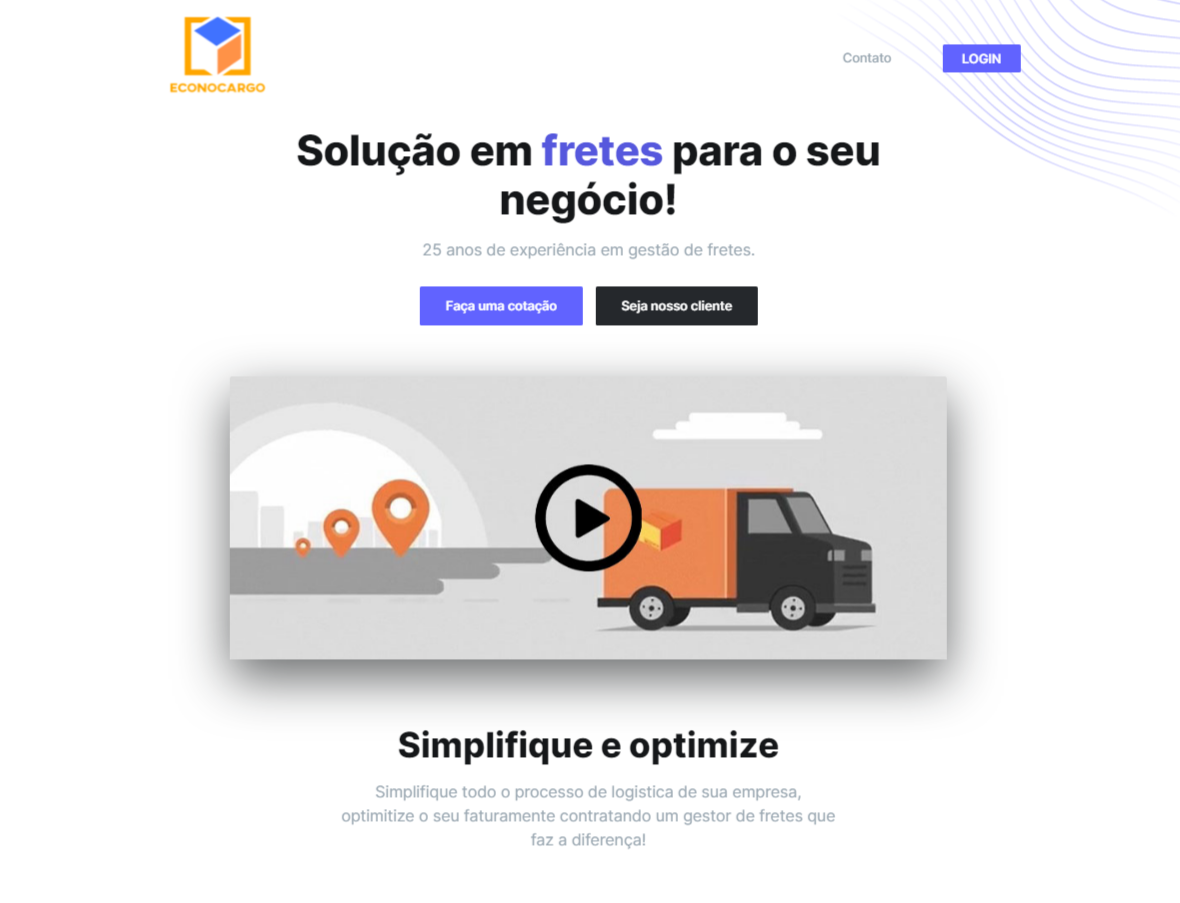 ECONOCARGO
Contato
LOGIN
Solução em fretes para o seu
negócio!
25 anos de experiência em gestão de fretes.
Faça uma cotação
Seja nosso cliente
Simplifique e optimize
Simplifique todo o processo de logistica de sua empresa,
optimitize o seu faturamente contratando um gestor de fretes que
faz a diferença!